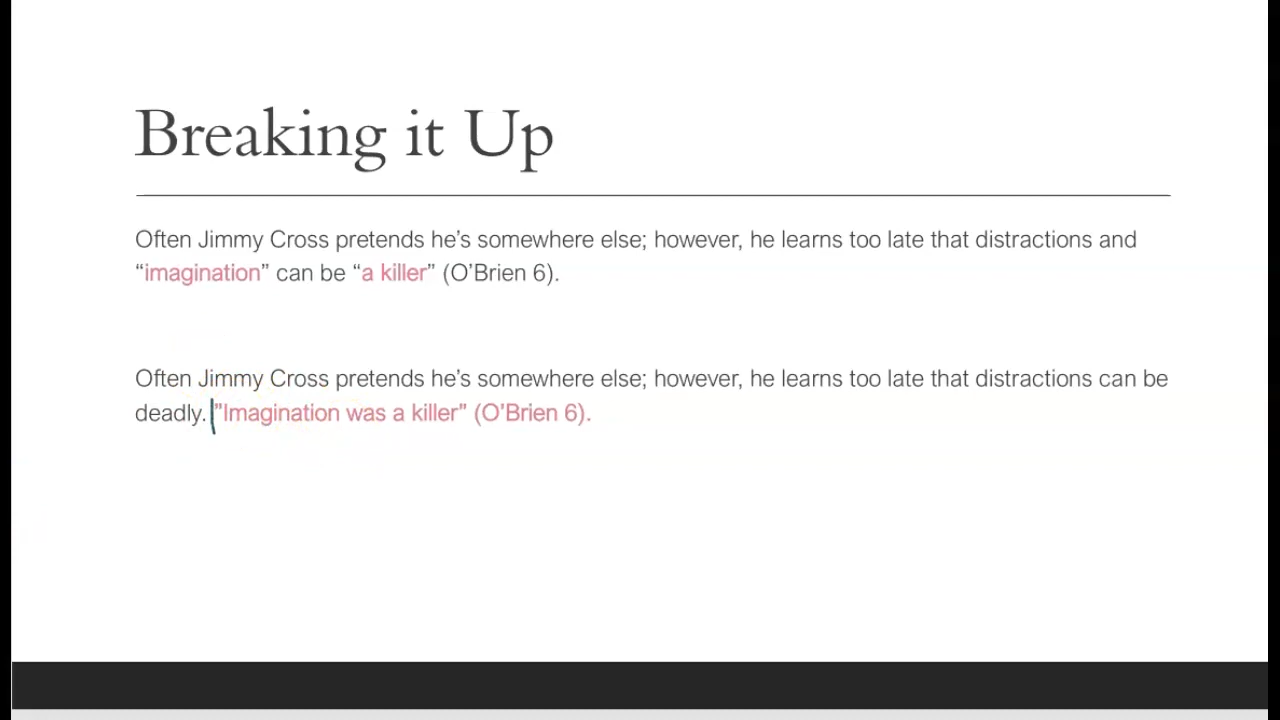 Breaking it Up
Often Jimmy Cross pretends he’s somewhere else; however, he learns too late that distractions and
“imagination” can be “a killer” (O’Brien 6).
Often Jimmy Cross pretends he’s somewhere else; however, he learns too late that distractions can be
deadly. ”Imagination was a killer” (O’Brien 6).